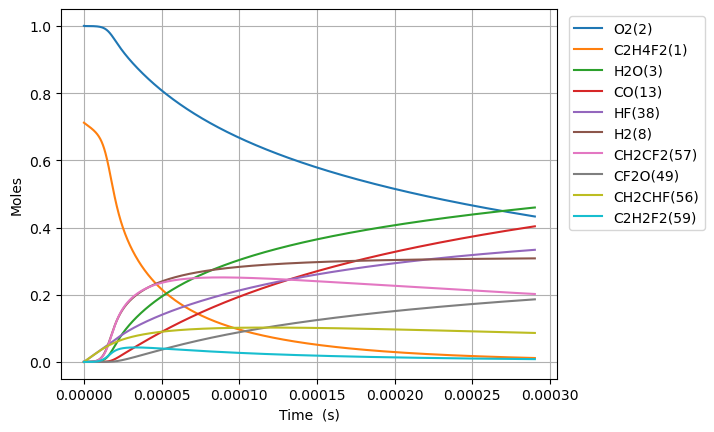 1.0
0.8
0.6
0.4
0.2
0.0
Moles
0.00000 0.00005 0.00010 0.00015 0.00020 0.00025 0.00030
Time (s)
O2(2)
C2H4F2(1)
H2O(3)
CO(13)
HF(38)
H2(8)
CH2CF2(57)
CF2O(49)
CH2CHF(56)
C2H2F2(59)